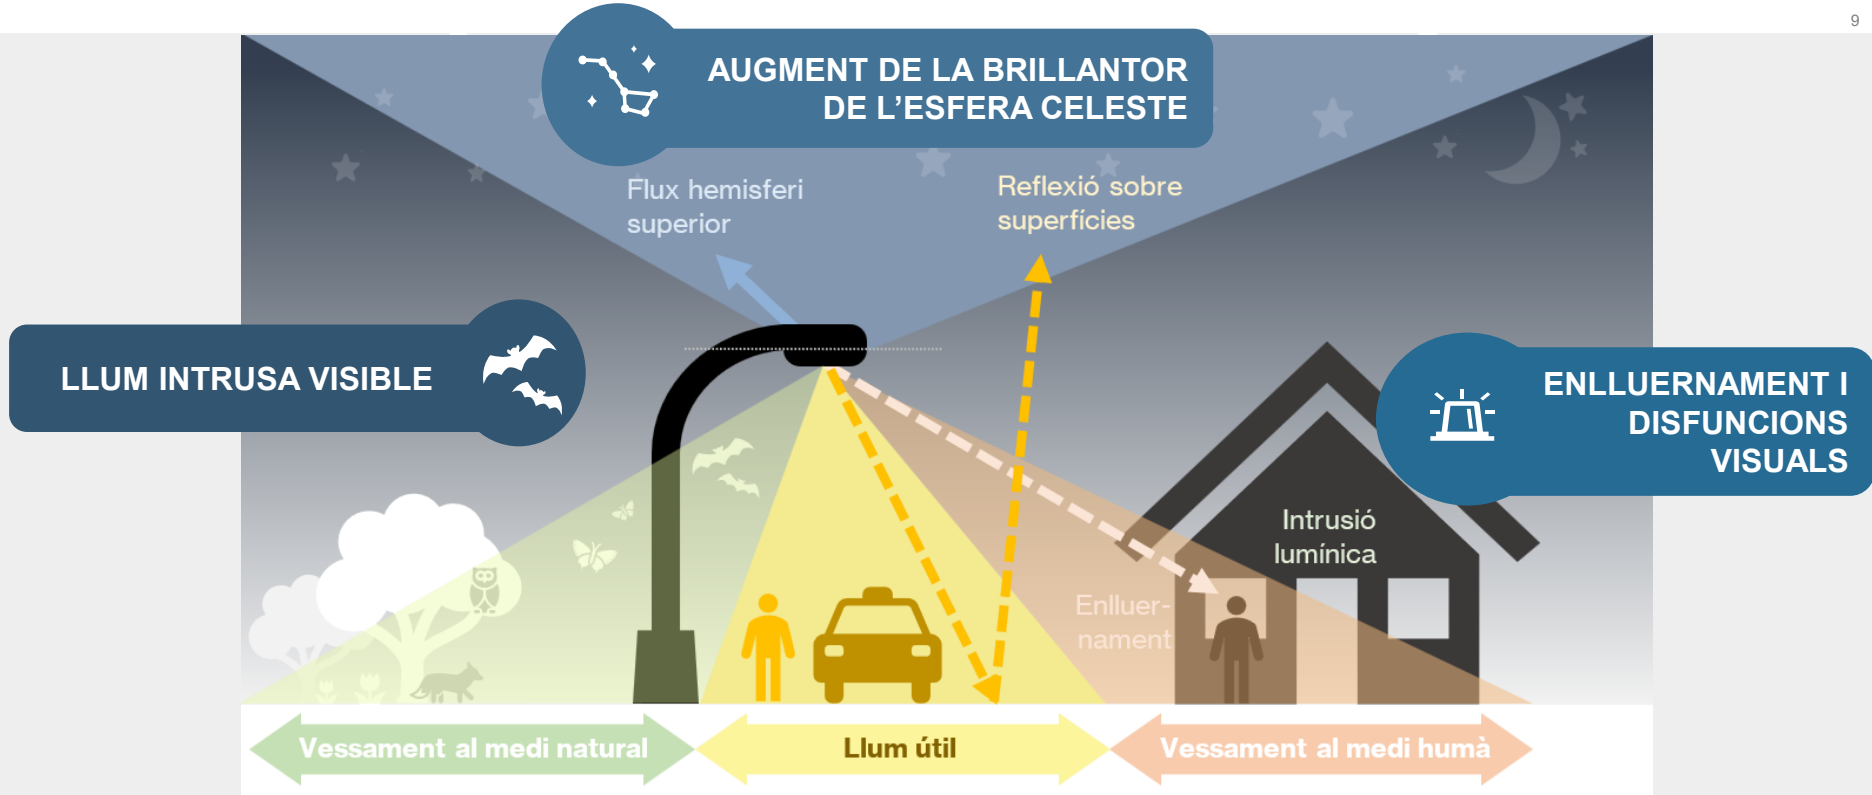 9
AUGMENT DE LA BRILLANTOR
DE L’ESFERA CELESTE
Flux hemisferi
superior
Reflexió sobre
superfícies
LLUM INTRUSA VISIBLE
ENLLUERNAMENT I
DISFUNCIONS
VISUALS
Intrusió
lumínica
Enlluer-
nament
Vessament al medi natural
Llum útil
Vessament al medi humà